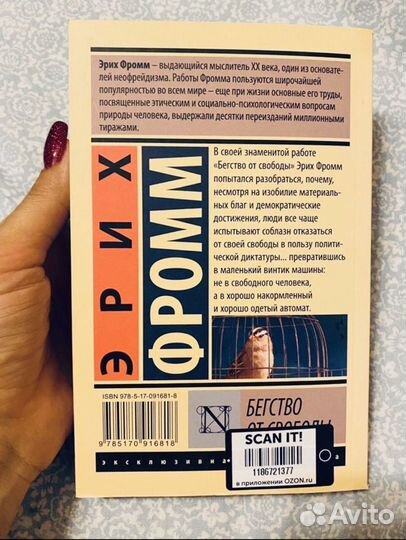 Эрих Фромм – выдающийся мыслитель XX века, один из основате-
лей неофрейдизма. Работы Фромма пользуются широчайшей
популярностью во всем мире – еще при жизни основные его труды,
посвященные этическим и социально-психологическим вопросам
природы человека, выдержали десятки переизданий миллионными
тиражами.
ЭРИХ
ФРОММ
В своей знаменитой работе
«Бегство от свободы» Эрих Фромм
попытался разобраться, почему,
несмотря на изобилие материаль-
ных благ и демократические
достижения, люди все чаще
испытывают соблазн отказаться
от своей свободы в пользу полити-
ческой диктатуры... превратившись
в маленький винтик машины:
не в свободного человека,
а в хорошо накормленный
и хорошо одетый автомат.
ISBN 978-5-17-091681-8
9 785170 916818
N
БЕГСТВО
ОТ СВОБОДЫ
SCAN IT!
1186721377
в приложении OZON.ru
эксклюзивна
а
Avito